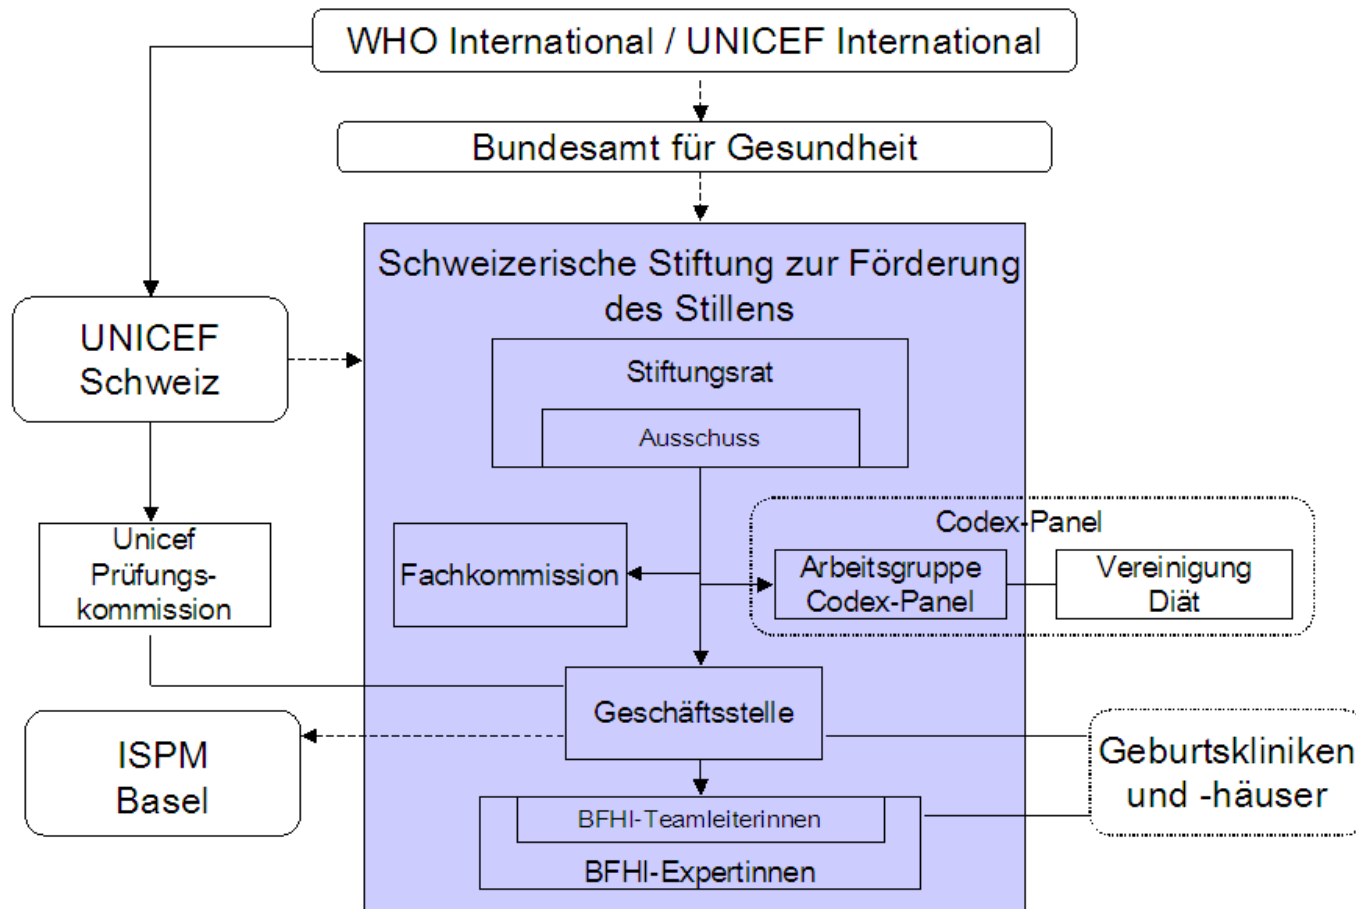 WHO International / UNICEF International
Bundesamt für Gesundheit
Schweizerische Stiftung zur Förderung
des Stillens
UNICEF
Schweiz
Stiftungsrat
Ausschuss
Codex-Panel
Unicef
Prüfungs-
kommission
Fachkommission
Arbeitsgruppe
Codex-Panel
Vereinigung
Diät
Geschäftsstelle
ISPM
Basel
Geburtskliniken
und -häuser
BFHI-Teamleiterinnen
BFHI-Expertinnen